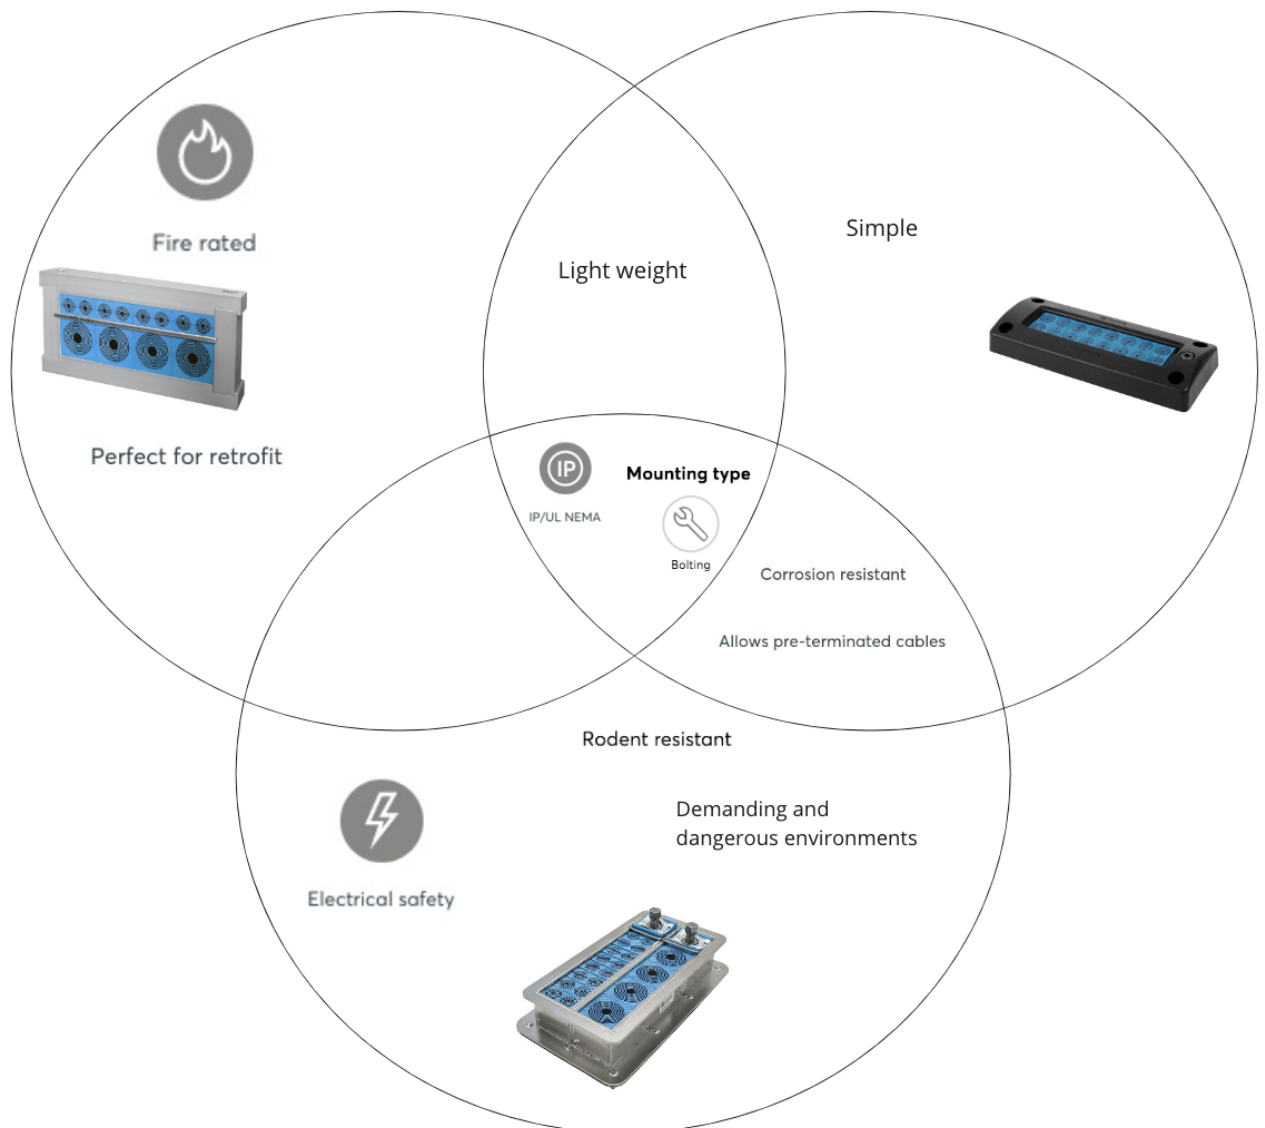 Fire rated
Simple
Light weight
Perfect for retrofit
IP
Mounting type
IP/UL NEMA
Bolting
Corrosion resistant
Allows pre-terminated cables
Rodent resistant
Demanding and
dangerous environments
Electrical safety